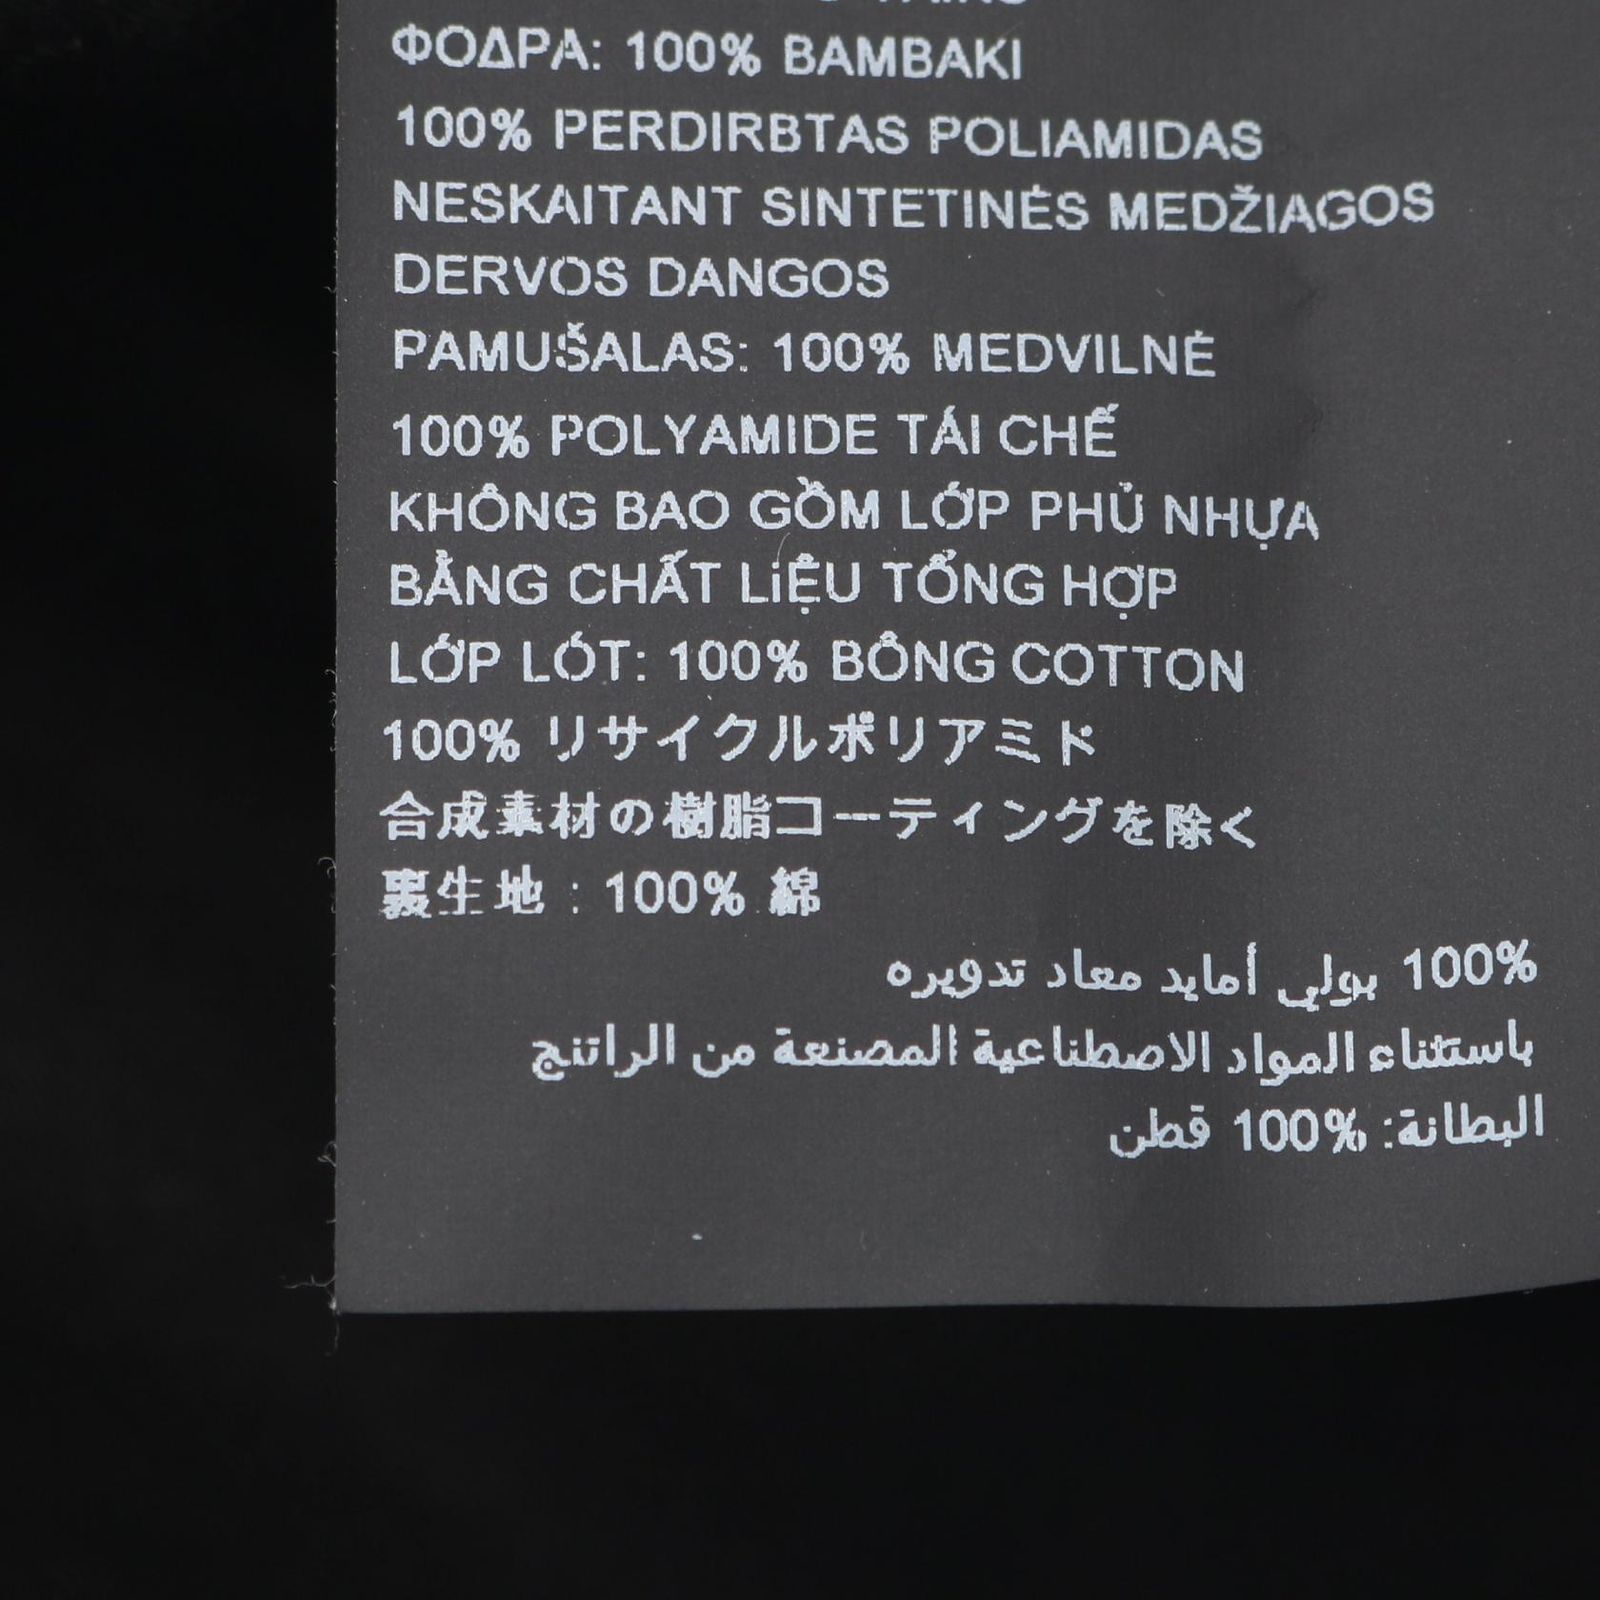 ΦΟΔΡΑ: 100% ΒΑΜΒΑΚΙ
100% PERDIRBTAS POLIAMIDAS
NESKAITANT SINTETINĖS MEDŽIAGOS
DERVOS DANGOS
PAMUŠALAS: 100% MEDVILNĖ
100% POLYAMIDE TÁI CHẾ
KHÔNG BAO GỒM LỚP PHỦ NHỰA
BẰNG CHẤT LIỆU TỔNG HỢP
LỚP LÓT: 100% BÔNG COTTON
100% リサイクルポリアミド
合成素材の樹脂コーティングを除く
裏生地 : 100% 綿
100% بولي أمايد معاد تدويره
باستثناء المواد الاصطناعية المصنعة من الراتنج
البطانة: 100% قطن